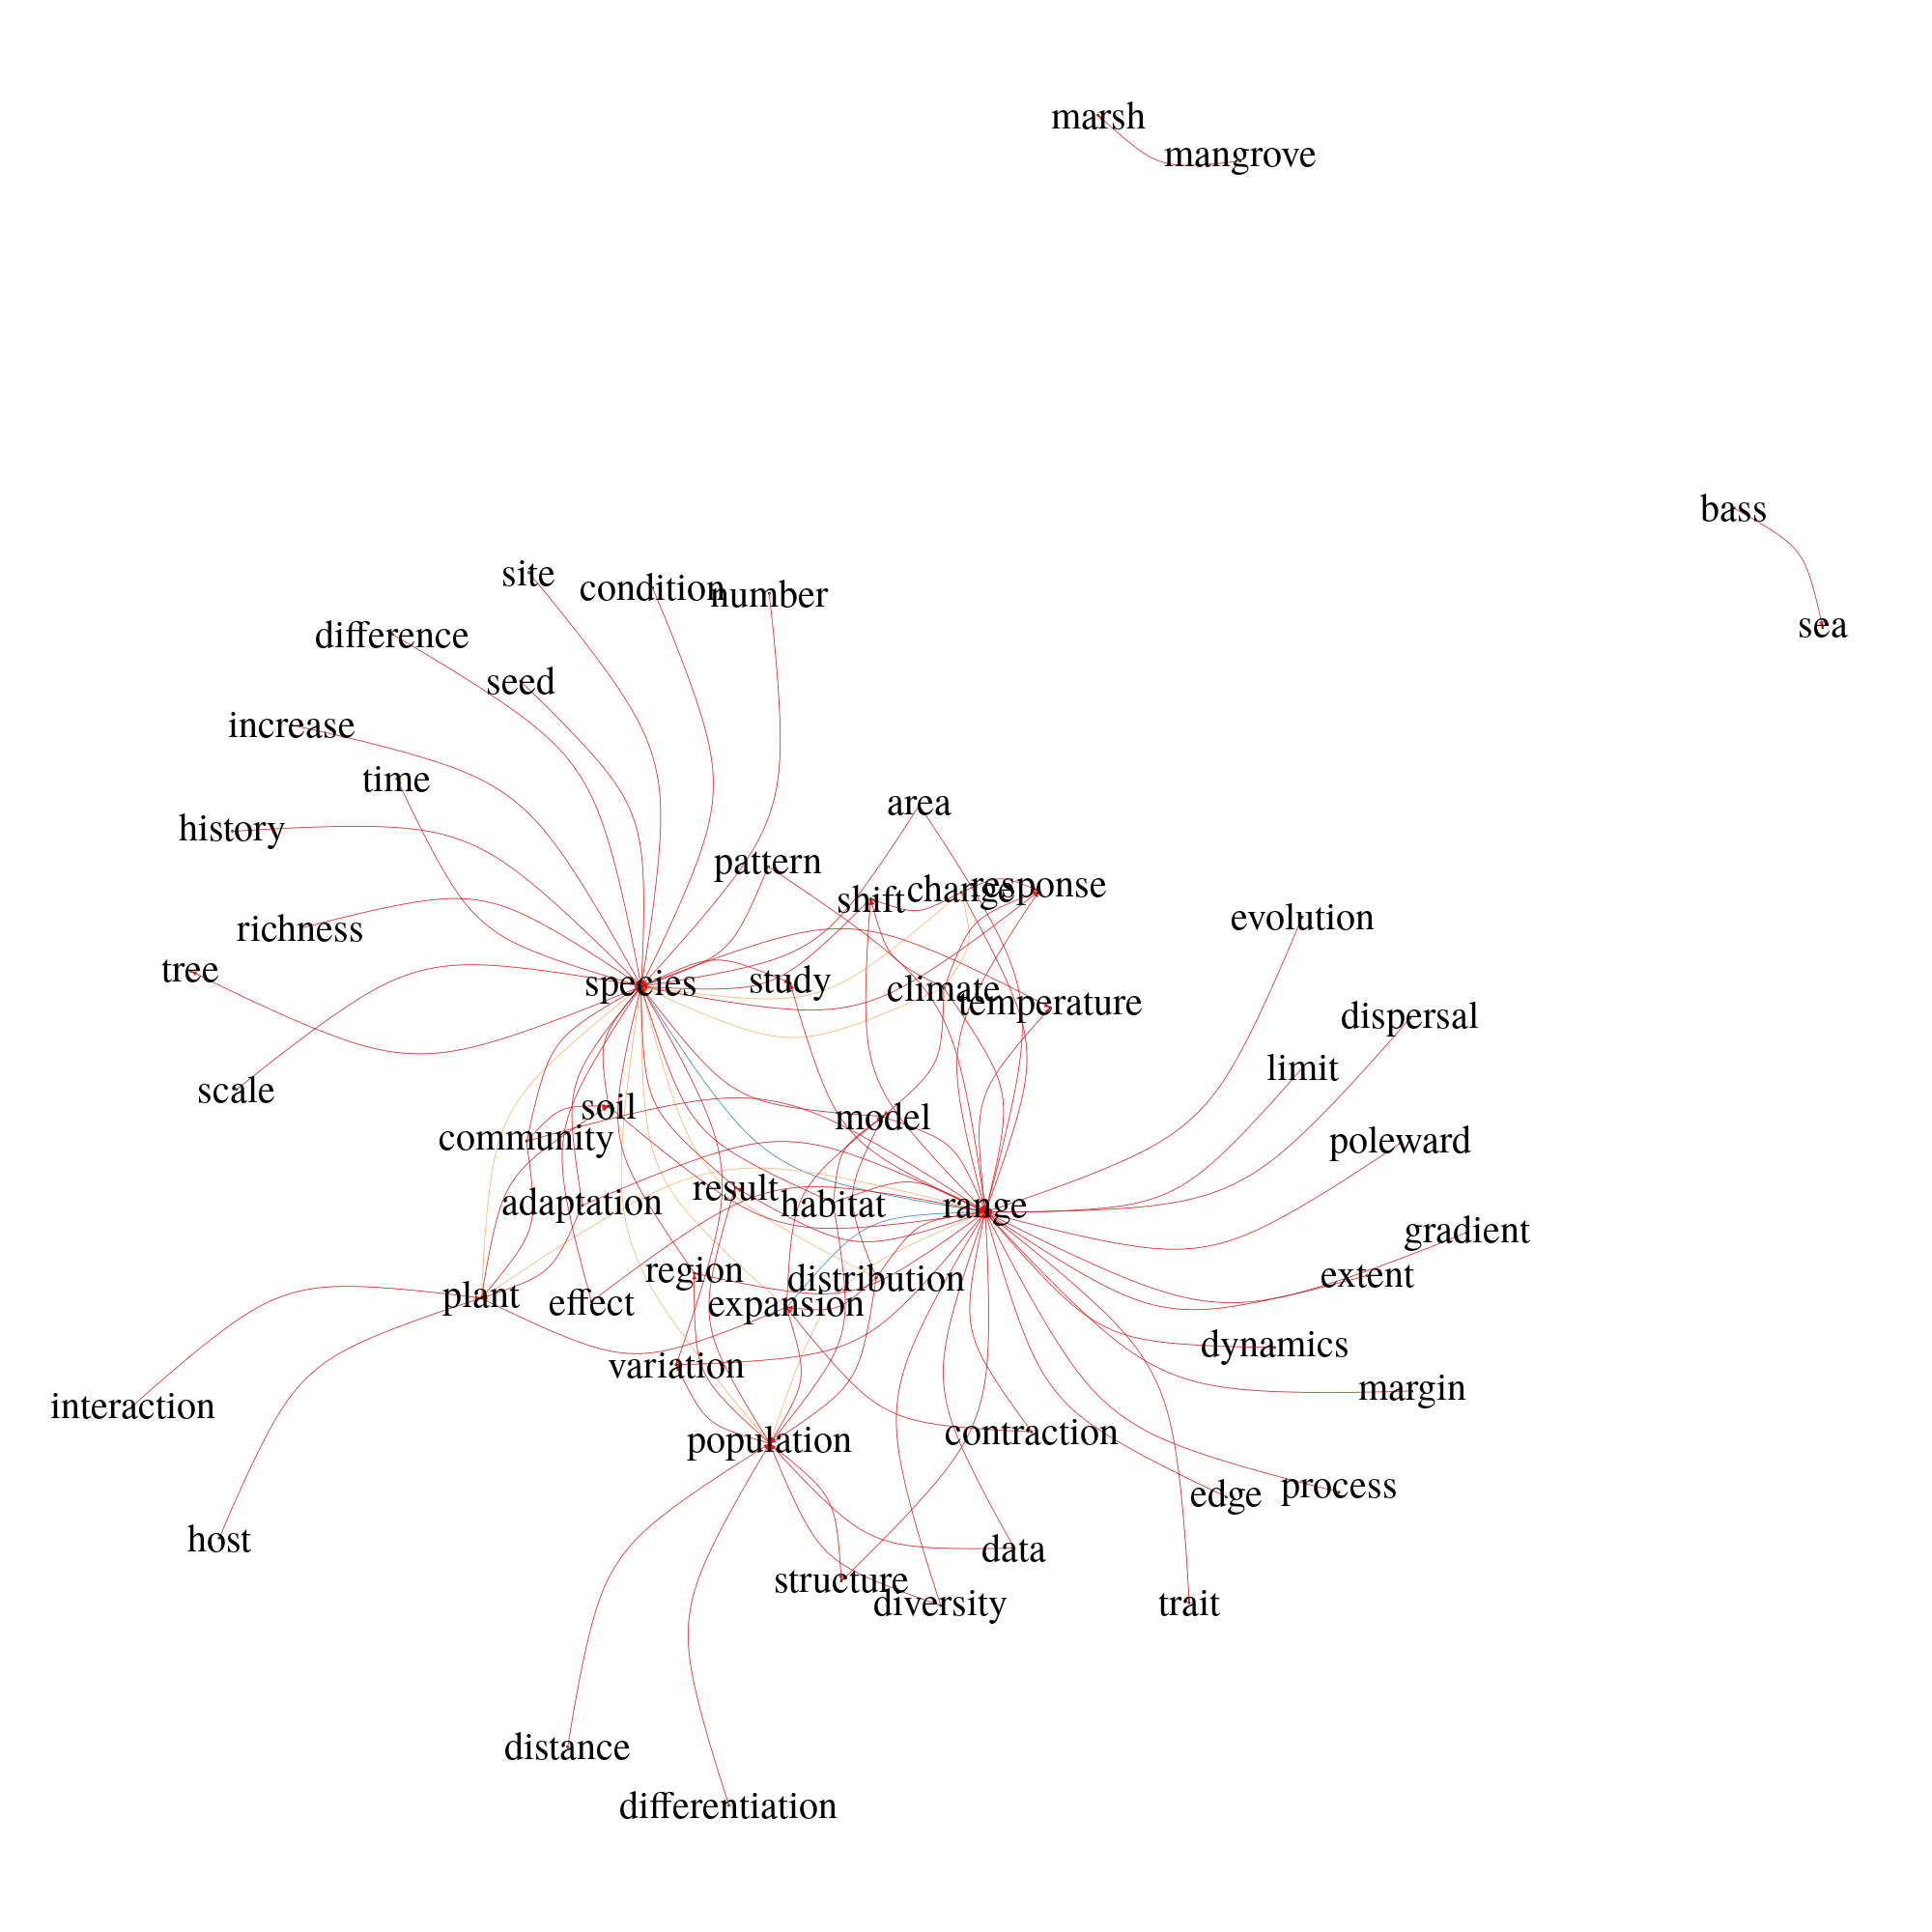 marsh
mangrove
bass
sea
site
condition
number
difference
seed
increase
time
history
area
pattern
shift
change
response
richness
evolution
tree
species
study
climate
temperature
dispersal
limit
scale
soil
model
community
poleward
adaptation
result
habitat
range
gradient
region
distribution
extent
plant
effect
expansion
dynamics
variation
margin
interaction
population
contraction
edge
process
host
data
structure
diversity
trait
distance
differentiation